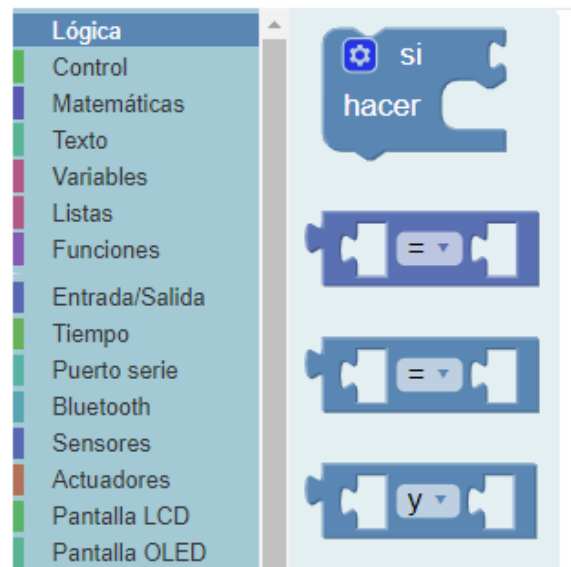 Lógica
Control
Matemáticas
Texto
Variables
Listas
Funciones
Entrada/Salida
Tiempo
Puerto serie
Bluetooth
Sensores
Actuadores
Pantalla LCD
Pantalla OLED
si
hacer
=
=
y